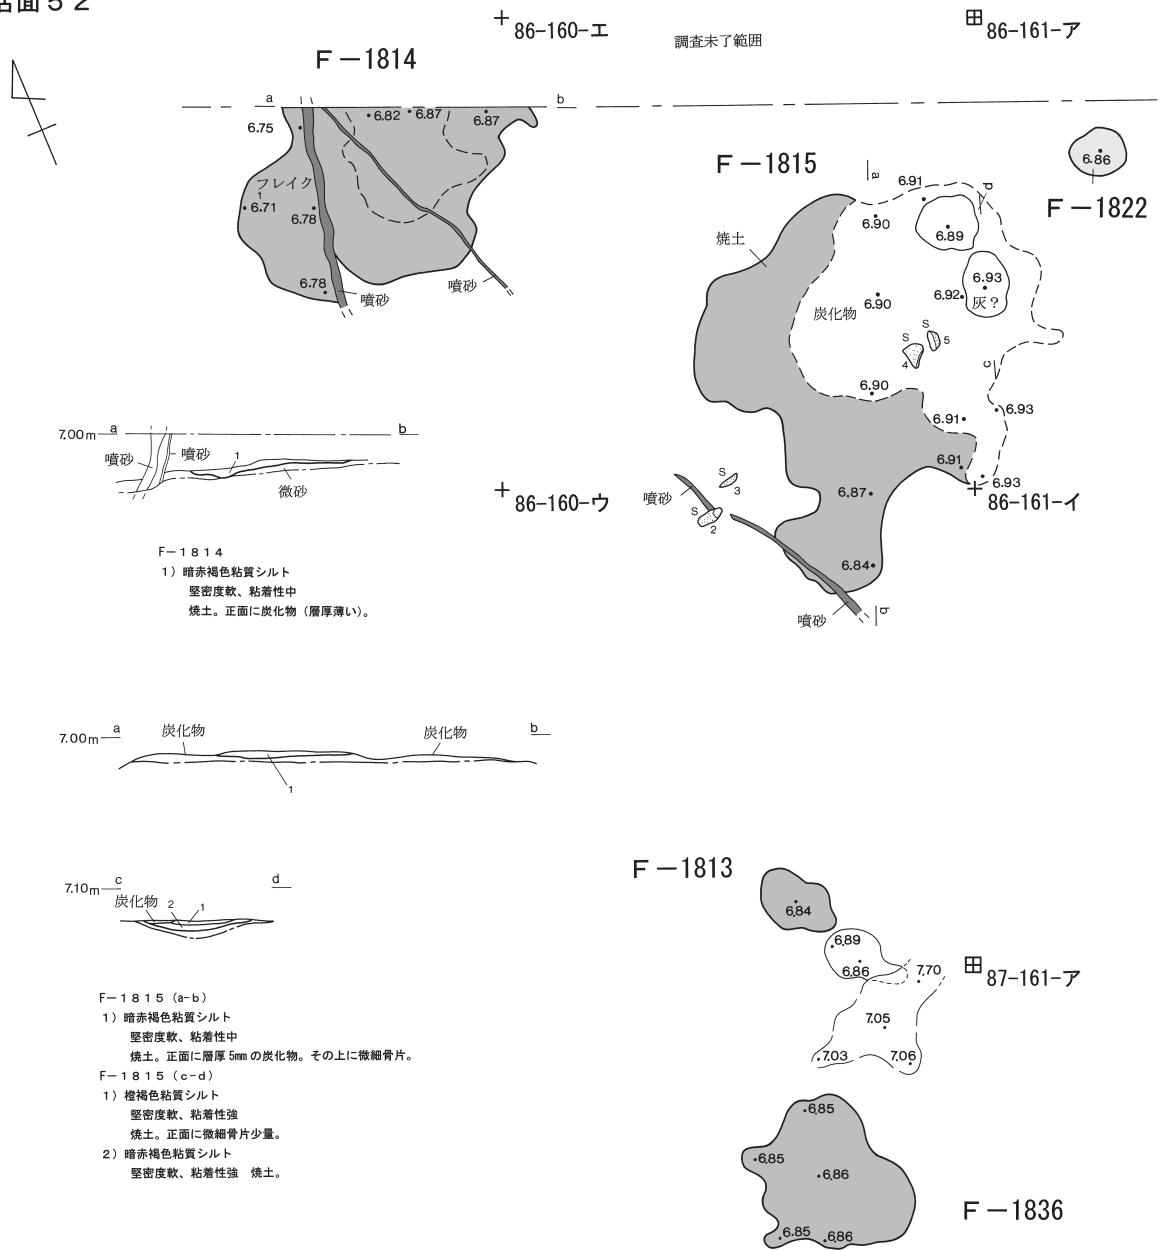 面５２
86-160-エ
調査未了範囲
86-161-ア
F－1814
a
b
6.75
6.82
6.87
6.87
フレイク
1
6.71
6.78
6.78
噴砂
噴砂
F－1815
a
6.91
d
6.86
F－1822
6.90
6.89
焼土
6.93
6.92
灰？
6.90
炭化物
S
5
S
4
c
6.90
6.93
6.91
6.91
6.93
86-161-イ
6.87
噴砂
S
3
S
2
6.84
噴砂
b
7.00m
a
b
噴砂
噴砂
1
微砂
86-160-ウ
F－１８１４
１）暗赤褐色粘質シルト
堅密度軟、粘着性中
焼土。正面に炭化物（層厚薄い）。
7.00m
a
炭化物
炭化物
b
1
7.10m
c
d
炭化物
2
1
F－１８１５（a-b）
１）暗赤褐色粘質シルト
堅密度軟、粘着性中
焼土。正面に層厚5㎜の炭化物。その上に微細骨片。
F－１８１５（c-d）
１）橙褐色粘質シルト
堅密度軟、粘着性強
焼土。正面に微細骨片少量。
２）暗赤褐色粘質シルト
堅密度軟、粘着性強　焼土。
F－1813
6.84
6.89
6.86
7.70
87-161-ア
7.05
7.03
7.06
6.85
6.85
6.86
6.85
6.86
F－1836